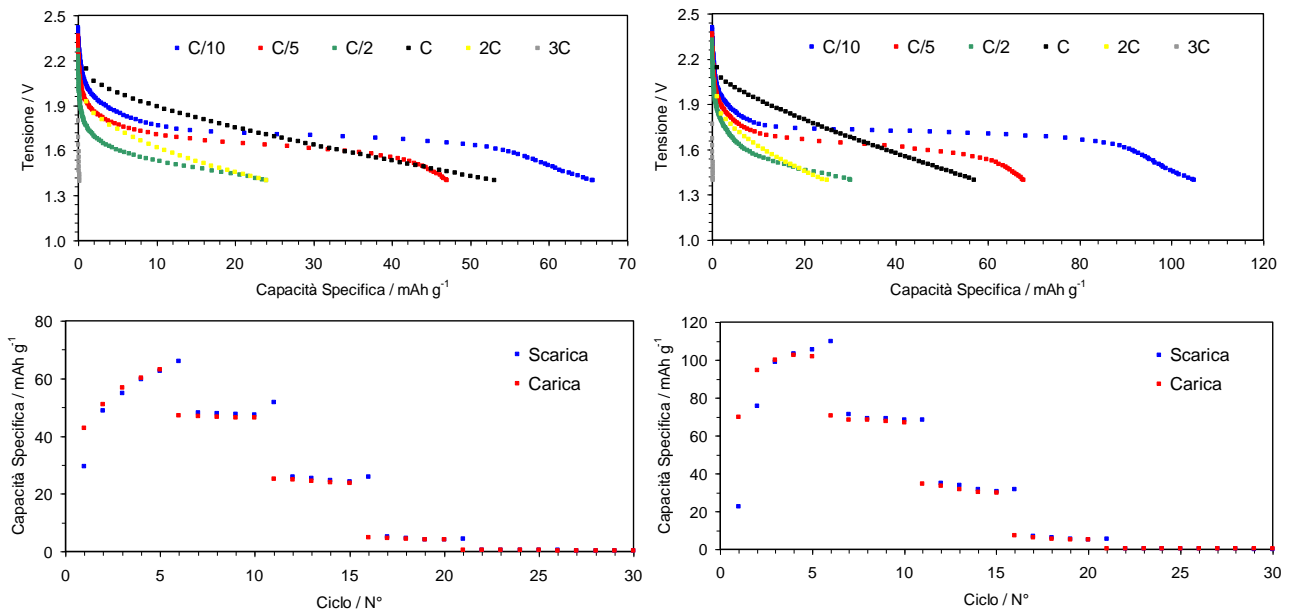 2.5
2.2
1.9
1.6
1.3
1.0
Tensione / V
C/10 C/5 C/2 C 2C 3C
0 10 20 30 40 50 60 70
Capacità Specifica / mAh g-1
2.5
2.2
1.9
1.6
1.3
1.0
Tensione / V
C/10 C/5 C/2 C 2C 3C
0 20 40 60 80 100 120
Capacità Specifica / mAh g-1
80
60
40
20
0
Capacità Specifica / mAh g-1
Scarica
Carica
0 5 10 15 20 25 30
Ciclo / N°
120
100
80
60
40
20
0
Capacità Specifica / mAh g-1
Scarica
Carica
0 5 10 15 20 25 30
Ciclo / N°